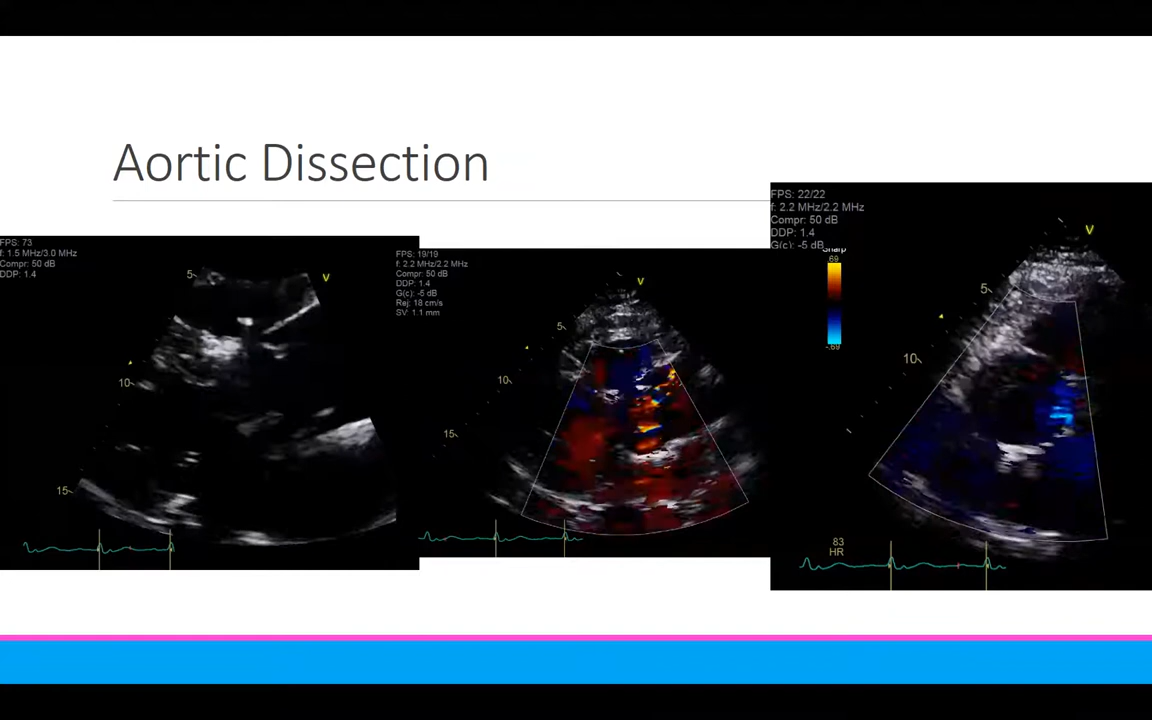 Aortic Dissection
FPS: 73
f: 1.5 MHz/3.0 MHz
Compr: 50 dB
DDP: 1.4
5
V
10
15
FPS: 19/19
f: 2.2 MHz/2.2 MHz
Compr: 50 dB
DDP: 1.4
G(c): -5 dB
Rej: 18 cm/s
SV: 1.1 mm
V
5
10
15
FPS: 22/22
f: 2.2 MHz/2.2 MHz
Compr: 50 dB
DDP: 1.4
G(c): -5 dB
V
69
5
10
83
HR